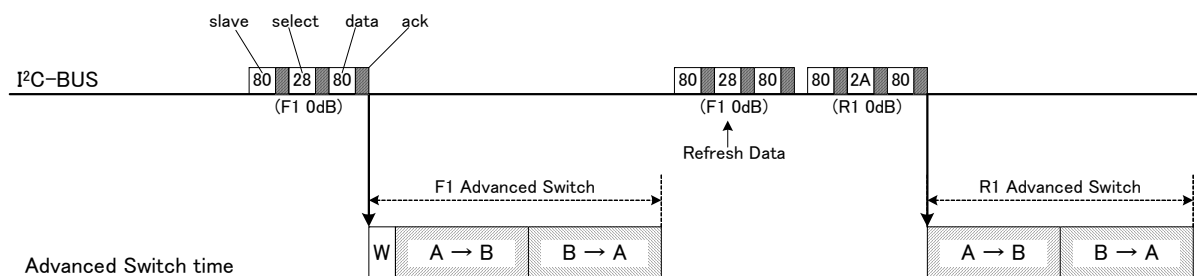 slave select data ack
I²C-BUS
80 28 80 80 28 80 80 2A 80
(F1 0dB) (F1 0dB) (R1 0dB)
Refresh Data
F1 Advanced Switch R1 Advanced Switch
W A → B B → A A → B B → A
Advanced Switch time